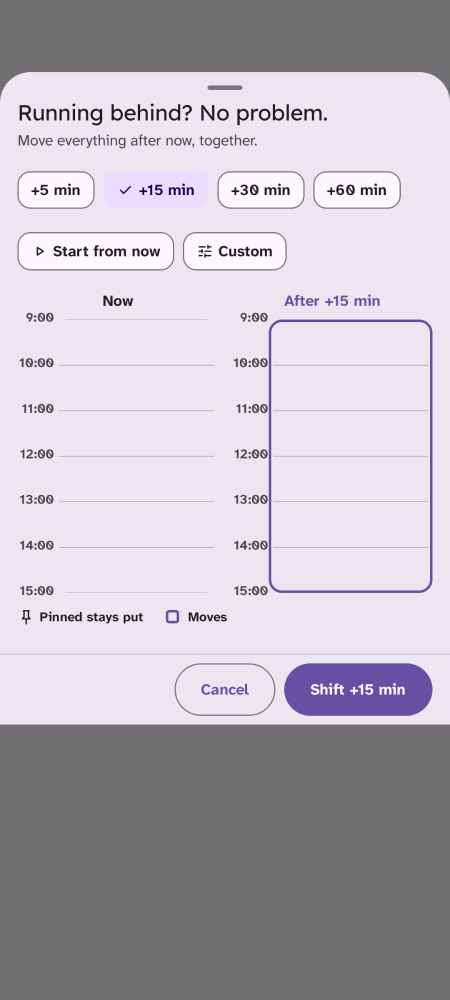 Running behind? No problem.
Move everything after now, together.
+5 min
+15 min
+30 min
+60 min
Start from now
Custom
Now
After +15 min
9:00
10:00
11:00
12:00
13:00
14:00
15:00
9:00
10:00
11:00
12:00
13:00
14:00
15:00
Pinned stays put
Moves
Cancel
Shift +15 min